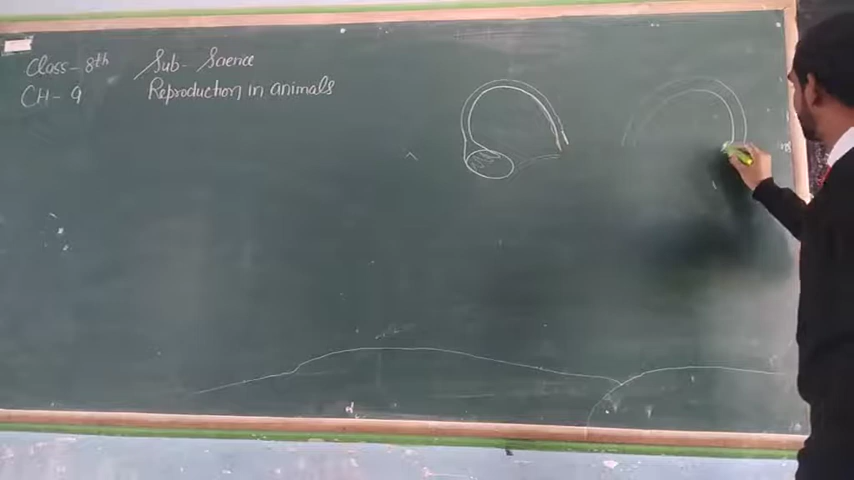 Class - 8th Sub - Science
CH - 9 Reproduction in animals